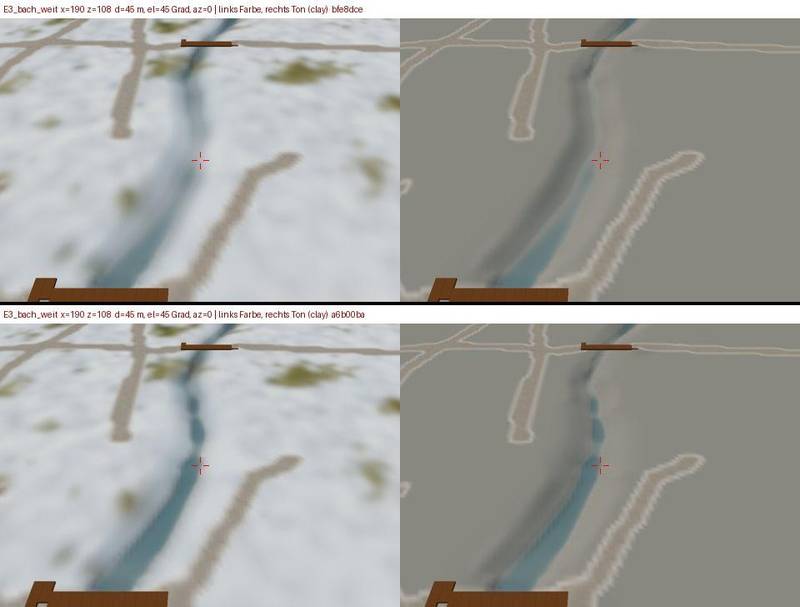 E3_bach_weit x=190 z=108 d=45 m, el=45 Grad, az=0 | links Farbe, rechts Ton (clay) bfe8dce
E3_bach_weit x=190 z=108 d=45 m, el=45 Grad, az=0 | links Farbe, rechts Ton (clay) a6b00ba